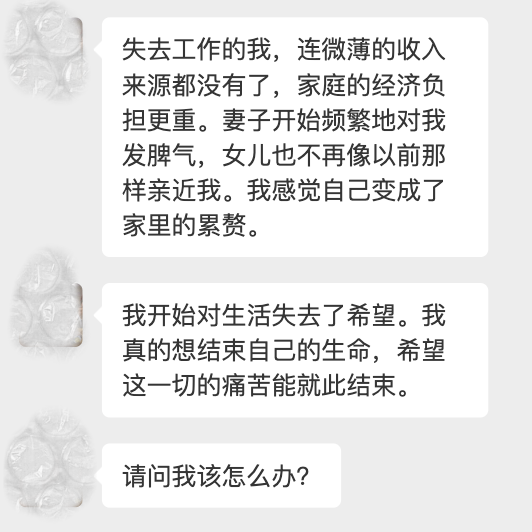 失去工作的我，连微薄的收入
来源都没有了，家庭的经济负
担更重。妻子开始频繁地对我
发脾气，女儿也不再像以前那
样亲近我。我感觉自己变成了
家里的累赘。
我开始对生活失去了希望。我
真的想结束自己的生命，希望
这一切的痛苦能就此结束。
请问我该怎么办？